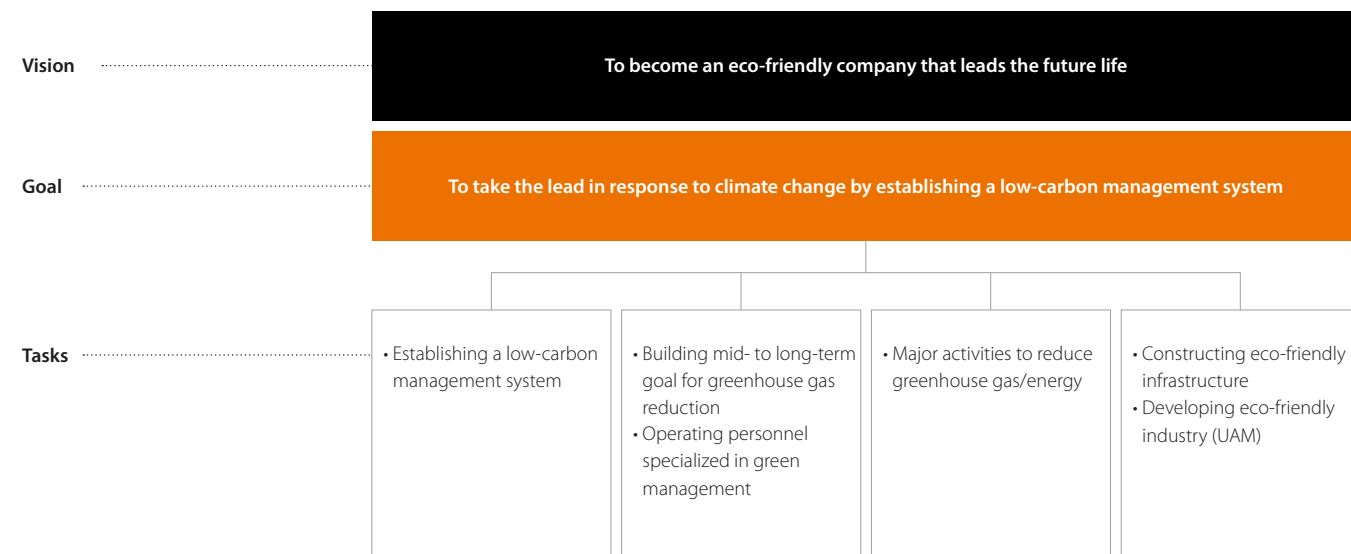 Vision
To become an eco-friendly company that leads the future life
Goal
To take the lead in response to climate change by establishing a low-carbon management system
Tasks
• Establishing a low-carbon
management system
• Building mid- to long-term
goal for greenhouse gas
reduction
• Operating personnel
specialized in green
management
• Major activities to reduce
greenhouse gas/energy
• Constructing eco-friendly
infrastructure
• Developing eco-friendly
industry (UAM)